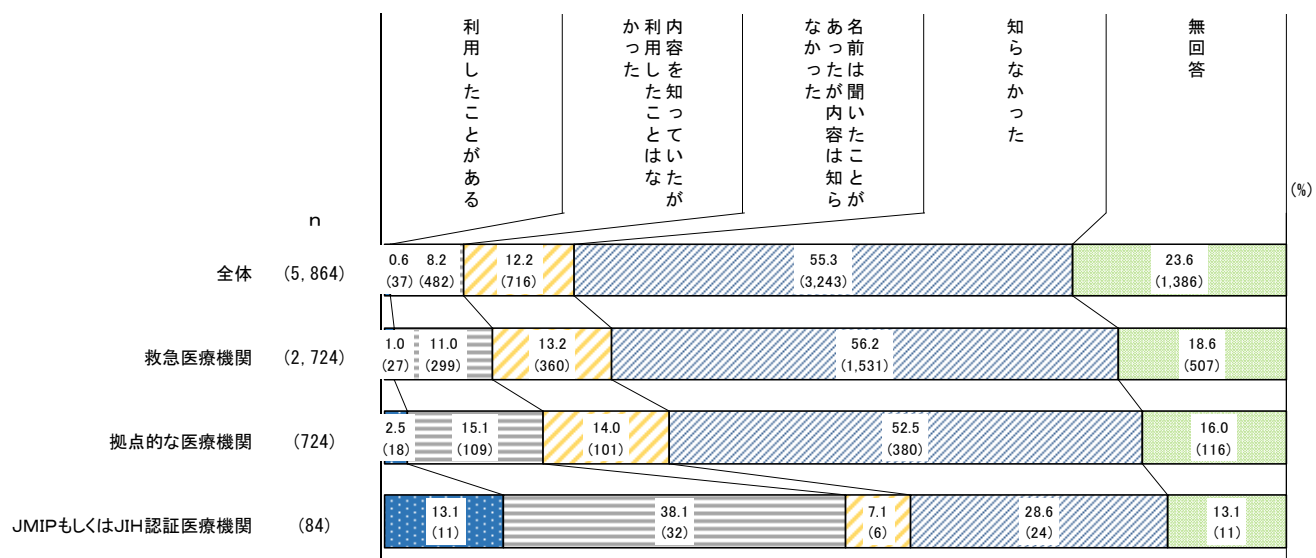 利用したことがある
内容を知っていたが
利用したことはな
かった
名前は聞いたことが
あったが内容は知ら
なかった
知らなかった
無回答
(%)
n
全体 (5,864) 0.6 8.2 12.2 55.3 23.6
(37) (482) (716) (3,243) (1,386)
救急医療機関 (2,724) 1.0 11.0 13.2 56.2 18.6
(27) (299) (360) (1,531) (507)
拠点的な医療機関 (724) 2.5 15.1 14.0 52.5 16.0
(18) (109) (101) (380) (116)
JMIPもしくはJIH認証医療機関 (84) 13.1 38.1 7.1 28.6 13.1
(11) (32) (6) (24) (11)